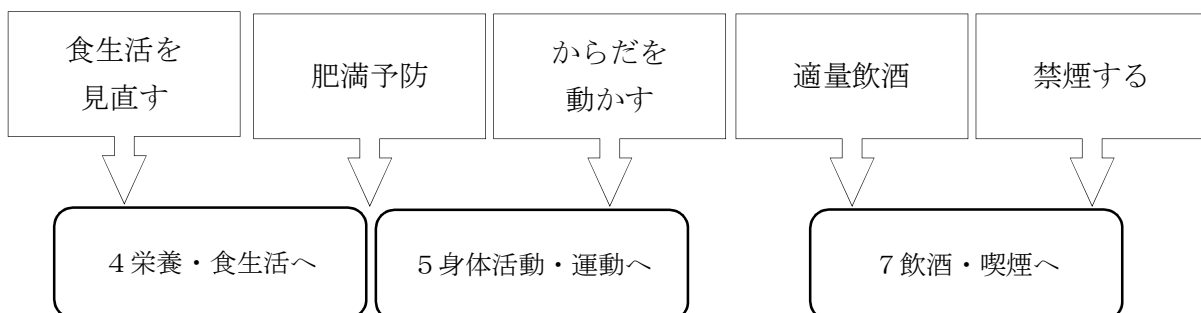 食生活を
見直す
肥満予防
からだを
動かす
適量飲酒
禁煙する
４栄養・食生活へ
５身体活動・運動へ
７飲酒・喫煙へ